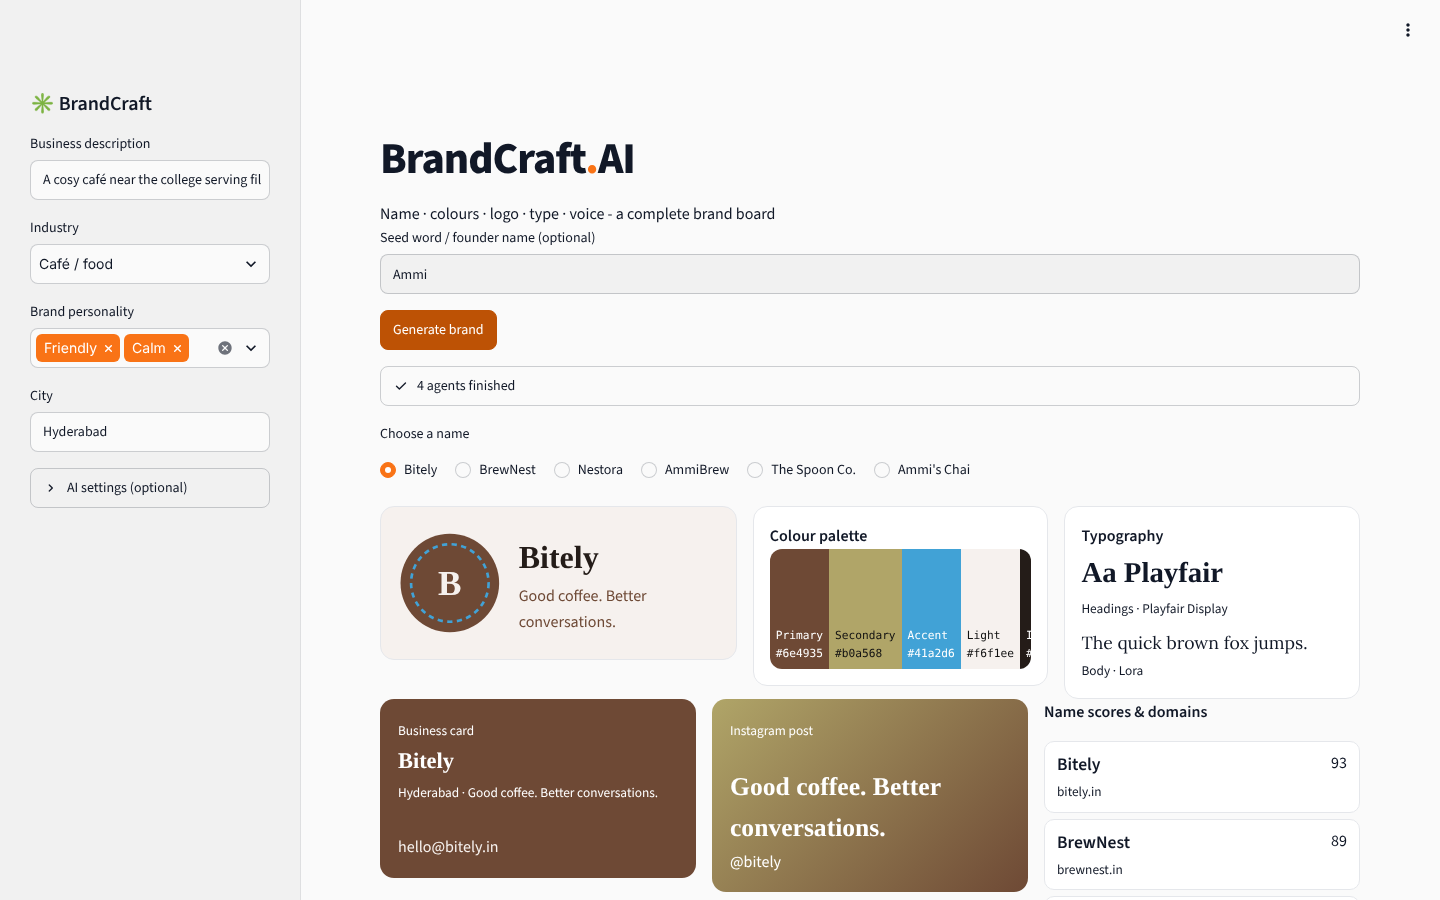 BrandCraft
Business description
A cosy café near the college serving fil
Industry
Café / food
Brand personality
Friendly
Calm
City
Hyderabad
AI settings (optional)
BrandCraft.AI
Name · colours · logo · type · voice - a complete brand board
Seed word / founder name (optional)
Ammi
Generate brand
4 agents finished
Choose a name
Bitely
BrewNest
Nestora
AmmiBrew
The Spoon Co.
Ammi's Chai
B
Bitely
Good coffee. Better
conversations.
Colour palette
Primary
#6e4935
Secondary
#b0a568
Accent
#41a2d6
Light
#f6f1ee
Typography
Aa Playfair
Headings · Playfair Display
The quick brown fox jumps.
Body · Lora
Business card
Bitely
Hyderabad · Good coffee. Better conversations.
hello@bitely.in
Instagram post
Good coffee. Better
conversations.
@bitely
Name scores & domains
Bitely 93
bitely.in
BrewNest 89
brewnest.in